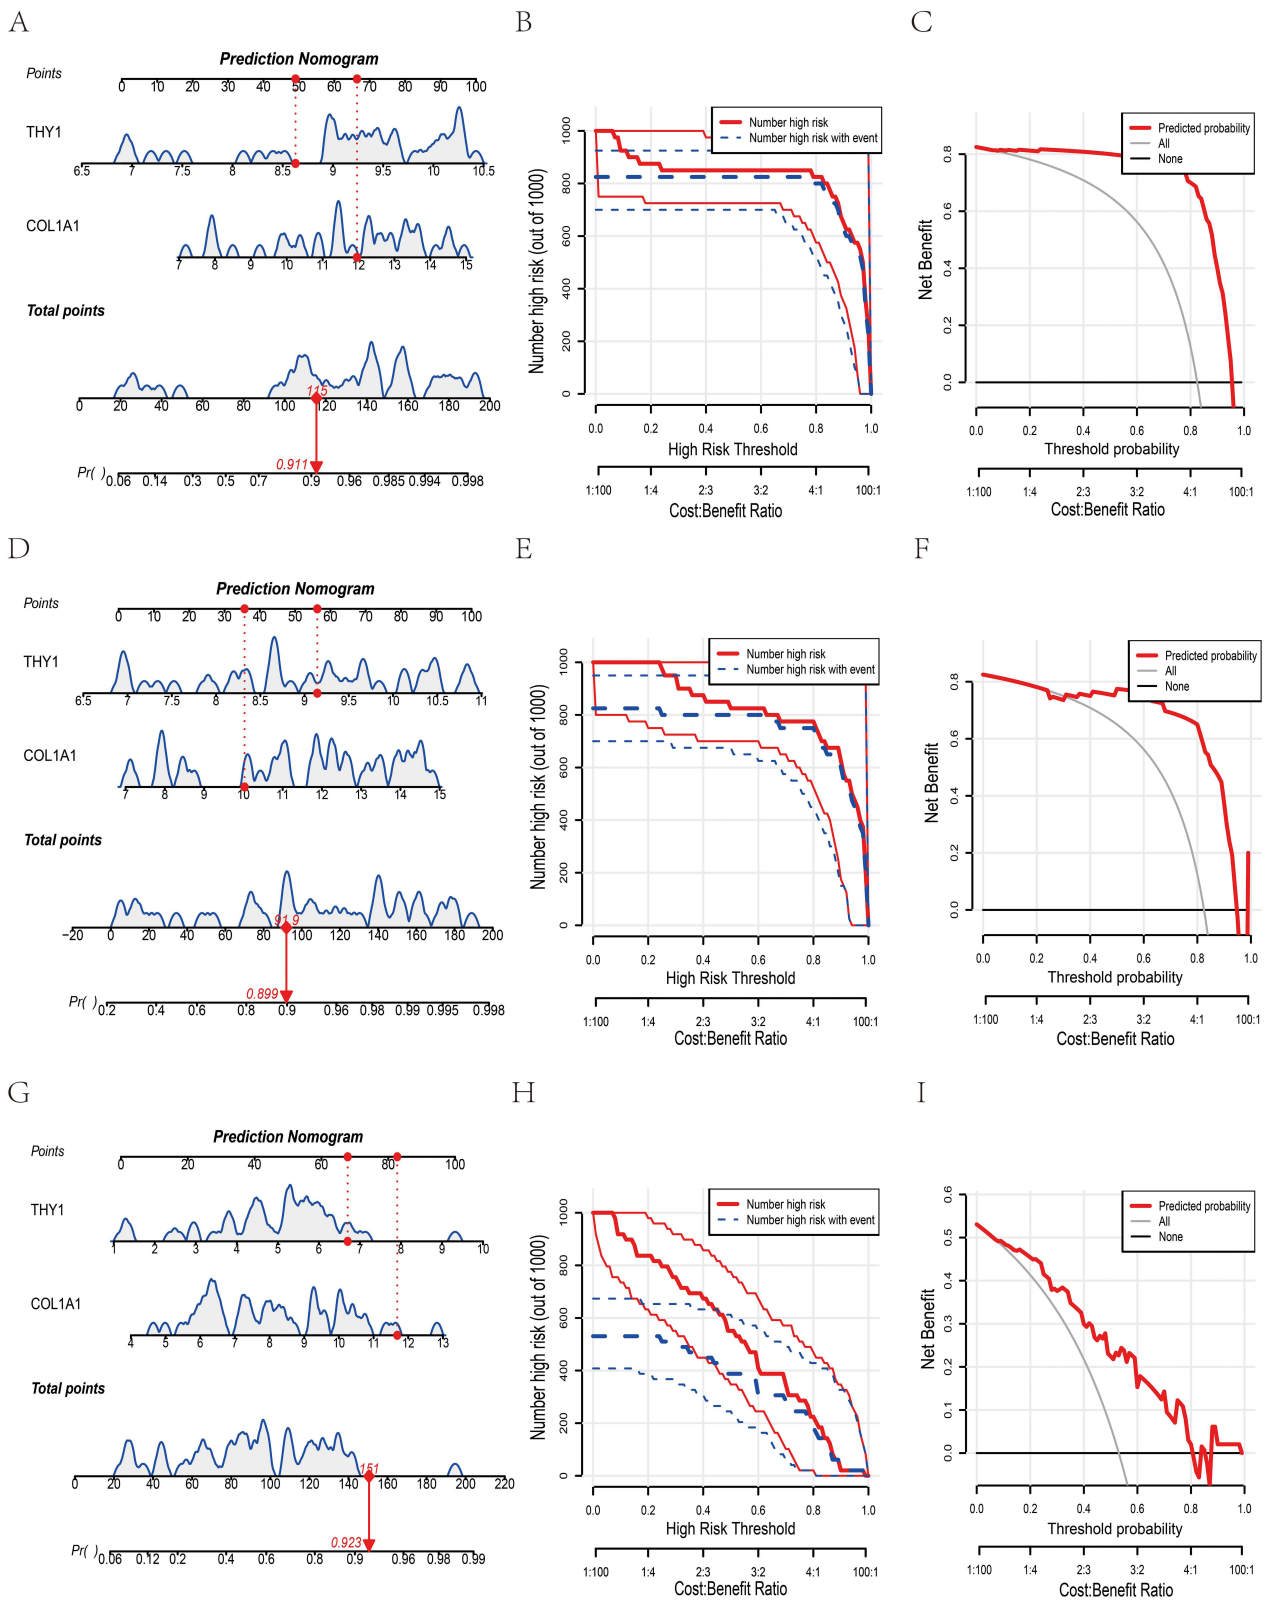 A
Prediction Nomogram
Points
0 10 20 30 40 50 60 70 80 90 100
THY1
6.5 7 7.5 8 8.5 9 9.5 10 10.5
COL1A1
7 8 9 10 11 12 13 14 15
Total points
115
0 20 40 60 80 100 120 140 160 180 200
0.911
Pr( ) 0.06 0.14 0.3 0.5 0.7 0.9 0.96 0.985 0.994 0.998
B
Number high risk
Number high risk with event
Number high risk (out of 1000)
0 200 400 600 800 1000
0.0 0.2 0.4 0.6 0.8 1.0
High Risk Threshold
1:100 1:4 2:3 3:2 4:1 100:1
Cost:Benefit Ratio
C
Predicted probability
All
None
Net Benefit
0.0 0.2 0.4 0.6 0.8
0.0 0.2 0.4 0.6 0.8 1.0
Threshold probability
1:100 1:4 2:3 3:2 4:1 100:1
Cost:Benefit Ratio
D
Prediction Nomogram
Points
0 10 20 30 40 50 60 70 80 90 100
THY1
6.5 7 7.5 8 8.5 9 9.5 10 10.5 11
COL1A1
7 8 9 10 11 12 13 14 15
Total points
91.9
−20 0 20 40 60 80 100 120 140 160 180 200
0.899
Pr( ) 0.2 0.4 0.6 0.8 0.9 0.96 0.98 0.99 0.995 0.998
E
Number high risk
Number high risk with event
Number high risk (out of 1000)
0 200 400 600 800 1000
0.0 0.2 0.4 0.6 0.8 1.0
High Risk Threshold
1:100 1:4 2:3 3:2 4:1 100:1
Cost:Benefit Ratio
F
Predicted probability
All
None
Net Benefit
0.0 0.2 0.4 0.6 0.8
0.0 0.2 0.4 0.6 0.8 1.0
Threshold probability
1:100 1:4 2:3 3:2 4:1 100:1
Cost:Benefit Ratio
G
Prediction Nomogram
Points
0 20 40 60 80 100
THY1
1 2 3 4 5 6 7 8 9 10
COL1A1
4 5 6 7 8 9 10 11 12 13
Total points
151
0 20 40 60 80 100 120 140 160 180 200 220
0.923
Pr( ) 0.06 0.12 0.2 0.4 0.6 0.8 0.9 0.96 0.98 0.99
H
Number high risk
Number high risk with event
Number high risk (out of 1000)
0 200 400 600 800 1000
0.0 0.2 0.4 0.6 0.8 1.0
High Risk Threshold
1:100 1:4 2:3 3:2 4:1 100:1
Cost:Benefit Ratio
I
Predicted probability
All
None
Net Benefit
0.0 0.1 0.2 0.3 0.4 0.5 0.6
0.0 0.2 0.4 0.6 0.8 1.0
Threshold probability
1:100 1:4 2:3 3:2 4:1 100:1
Cost:Benefit Ratio